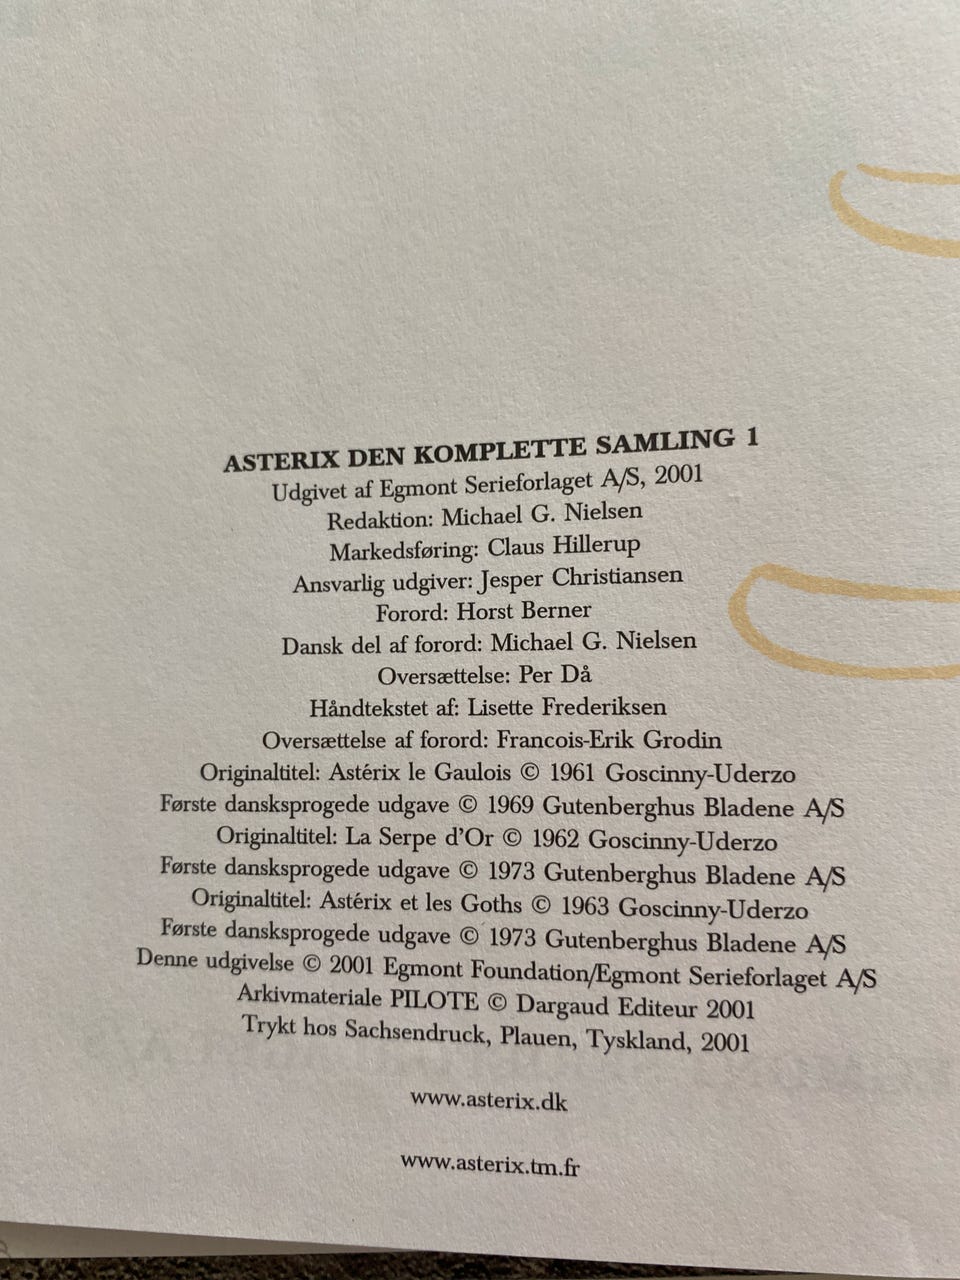 ASTERIX DEN KOMPLETTE SAMLING 1
Udgivet af Egmont Serieforlaget A/S, 2001
Redaktion: Michael G. Nielsen
Markedsføring: Claus Hillerup
Ansvarlig udgiver: Jesper Christiansen
Forord: Horst Berner
Dansk del af forord: Michael G. Nielsen
Oversættelse: Per Då
Håndtekstet af: Lisette Frederiksen
Oversættelse af forord: Francois-Erik Grodin
Originaltitel: Astérix le Gaulois © 1961 Goscinny-Uderzo
Første dansksprogede udgave © 1969 Gutenberghus Bladene A/S
Originaltitel: La Serpe d'Or © 1962 Goscinny-Uderzo
Første dansksprogede udgave © 1973 Gutenberghus Bladene A/S
Originaltitel: Astérix et les Goths © 1963 Goscinny-Uderzo
Første dansksprogede udgave © 1973 Gutenberghus Bladene A/S
Denne udgivelse © 2001 Egmont Foundation/Egmont Serieforlaget A/S
Arkivmateriale PILOTE © Dargaud Editeur 2001
Trykt hos Sachsendruck, Plauen, Tyskland, 2001
www.asterix.dk
www.asterix.tm.fr